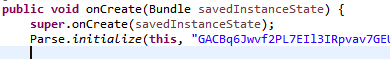 public void onCreate(Bundle savedInstanceState) {
super.onCreate(savedInstanceState);
Parse.initialize(this, "GACBq6Jwvf2PL7EIl3IRpvav7GEU